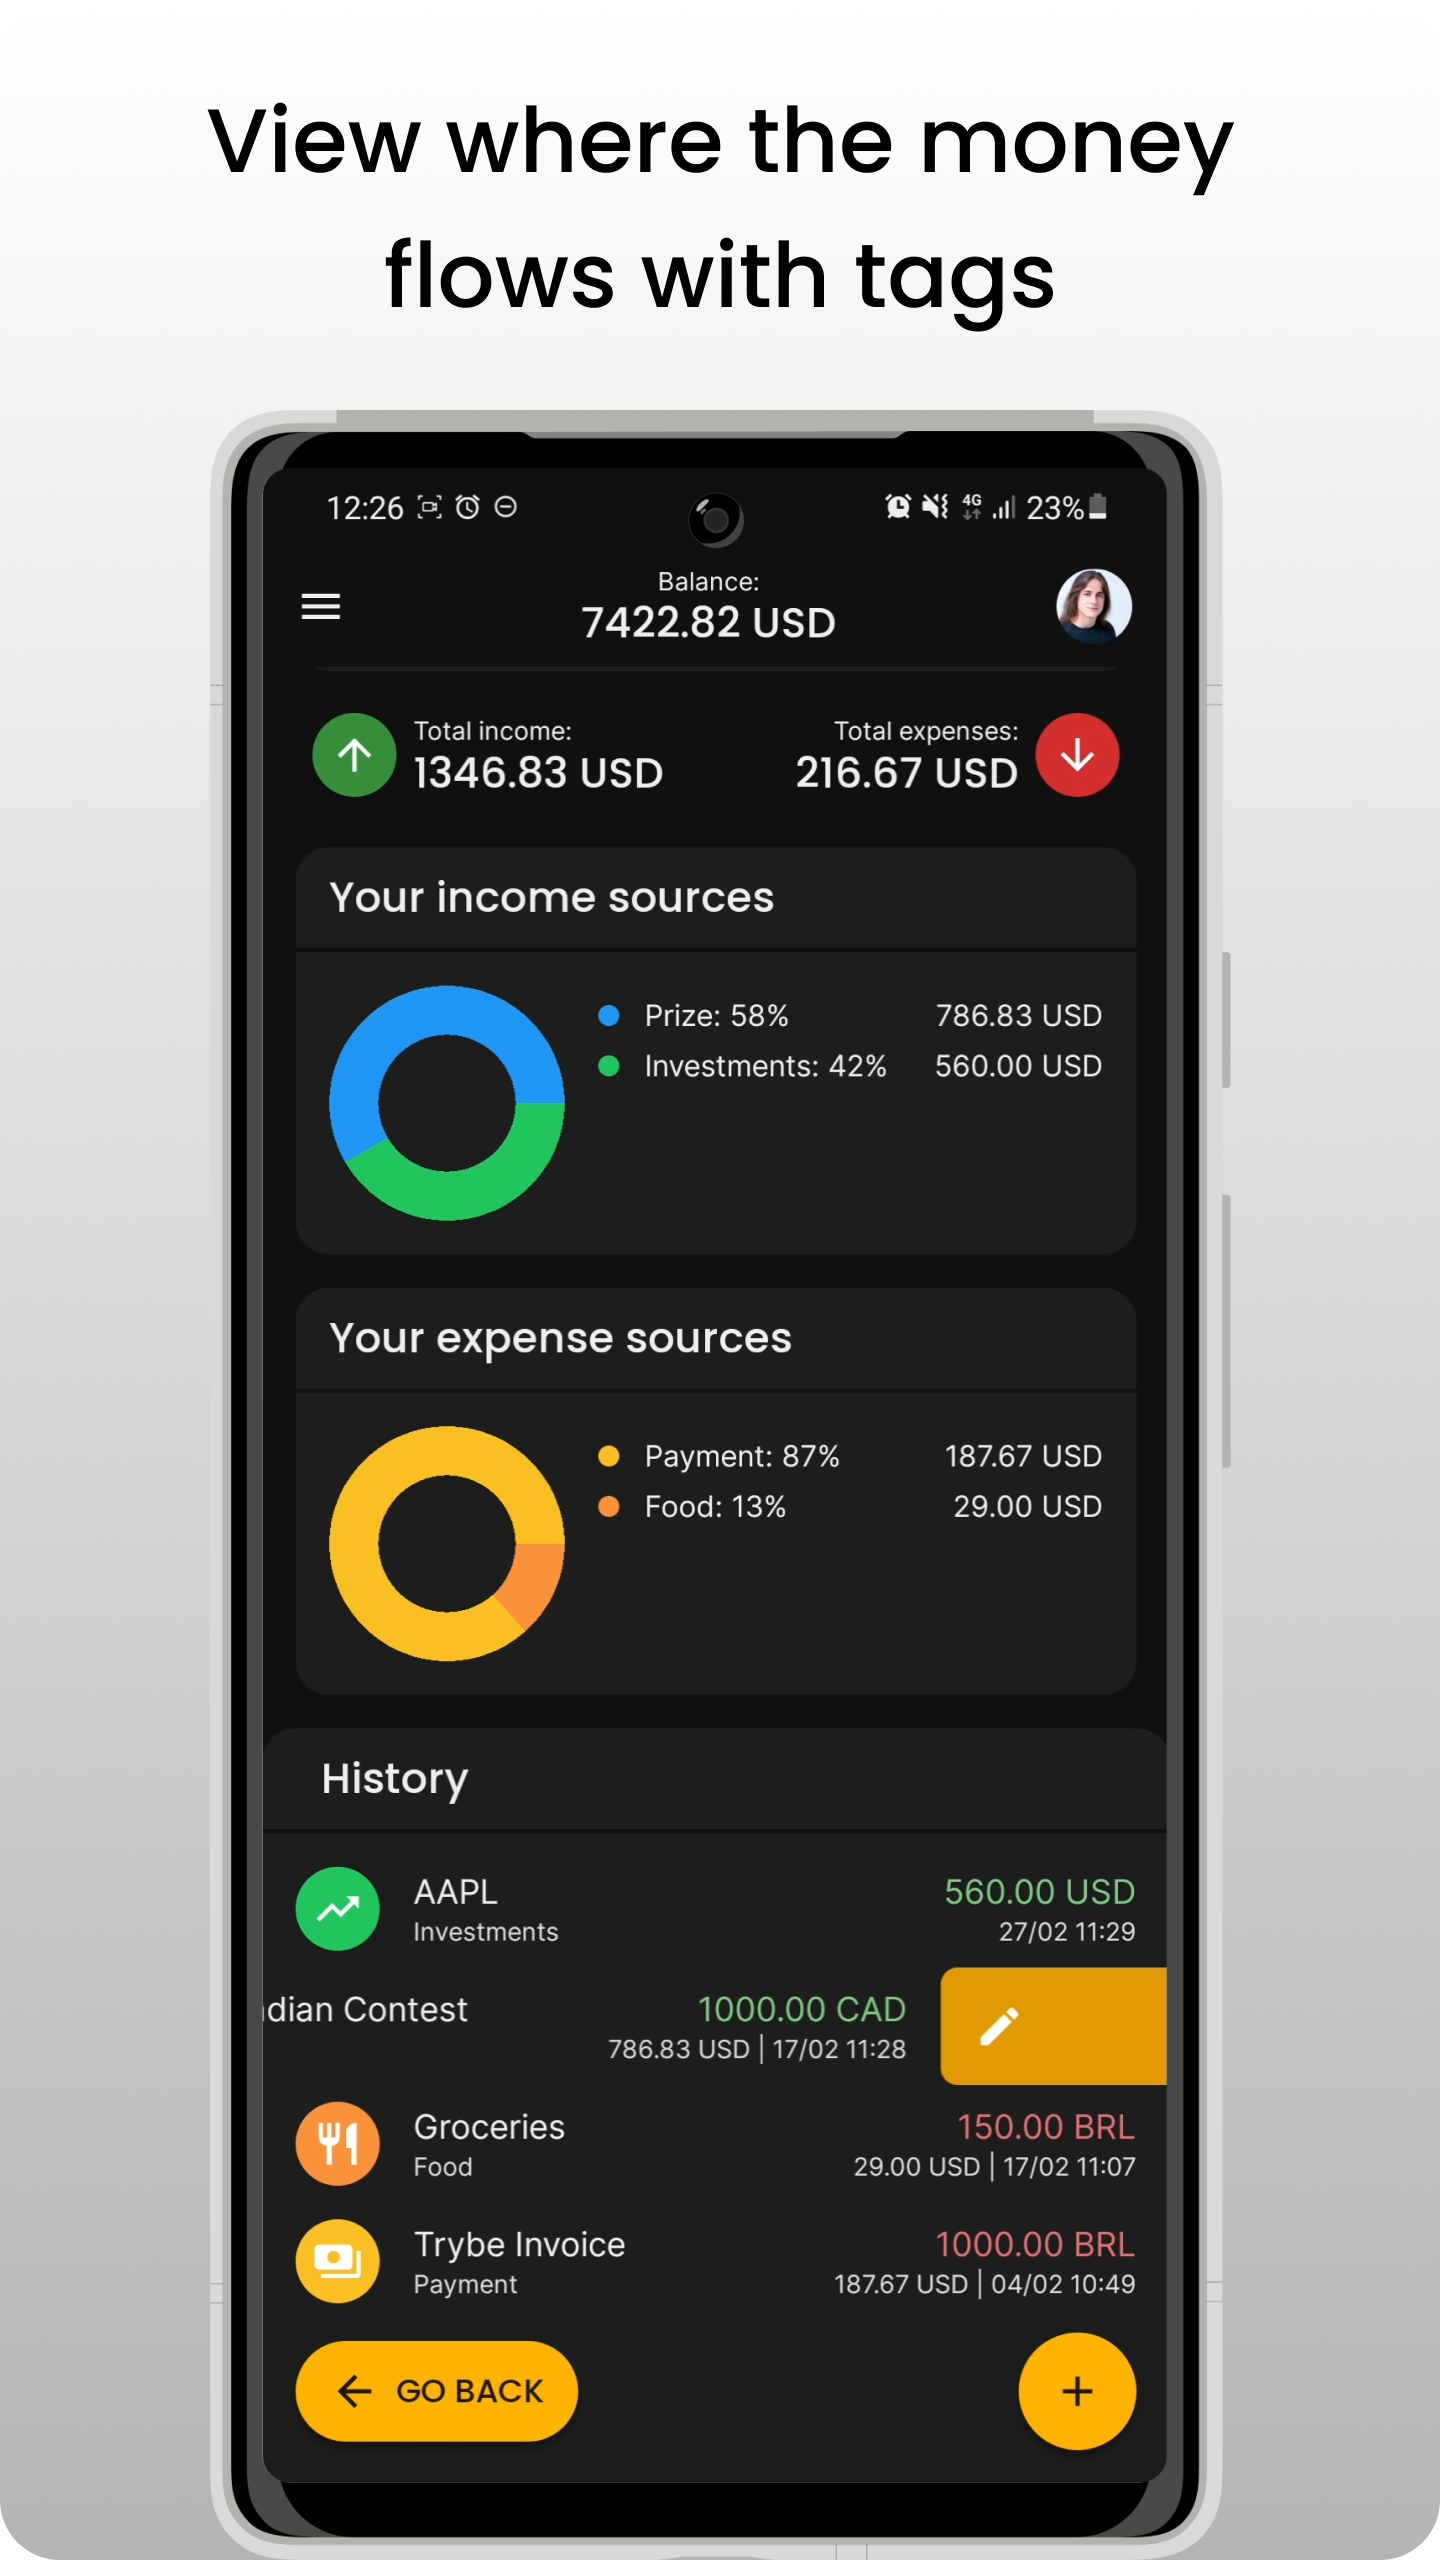 View where the money
flows with tags
12:26
4G
23%
Balance:
7422.82 USD
Total income:
1346.83 USD
Total expenses:
216.67 USD
Your income sources
Prize: 58% 786.83 USD
Investments: 42% 560.00 USD
Your expense sources
Payment: 87% 187.67 USD
Food: 13% 29.00 USD
History
AAPL 560.00 USD
Investments 27/02 11:29
dian Contest 1000.00 CAD
786.83 USD | 17/02 11:28
Groceries 150.00 BRL
Food 29.00 USD | 17/02 11:07
Trybe Invoice 1000.00 BRL
Payment 187.67 USD | 04/02 10:49
GO BACK
+